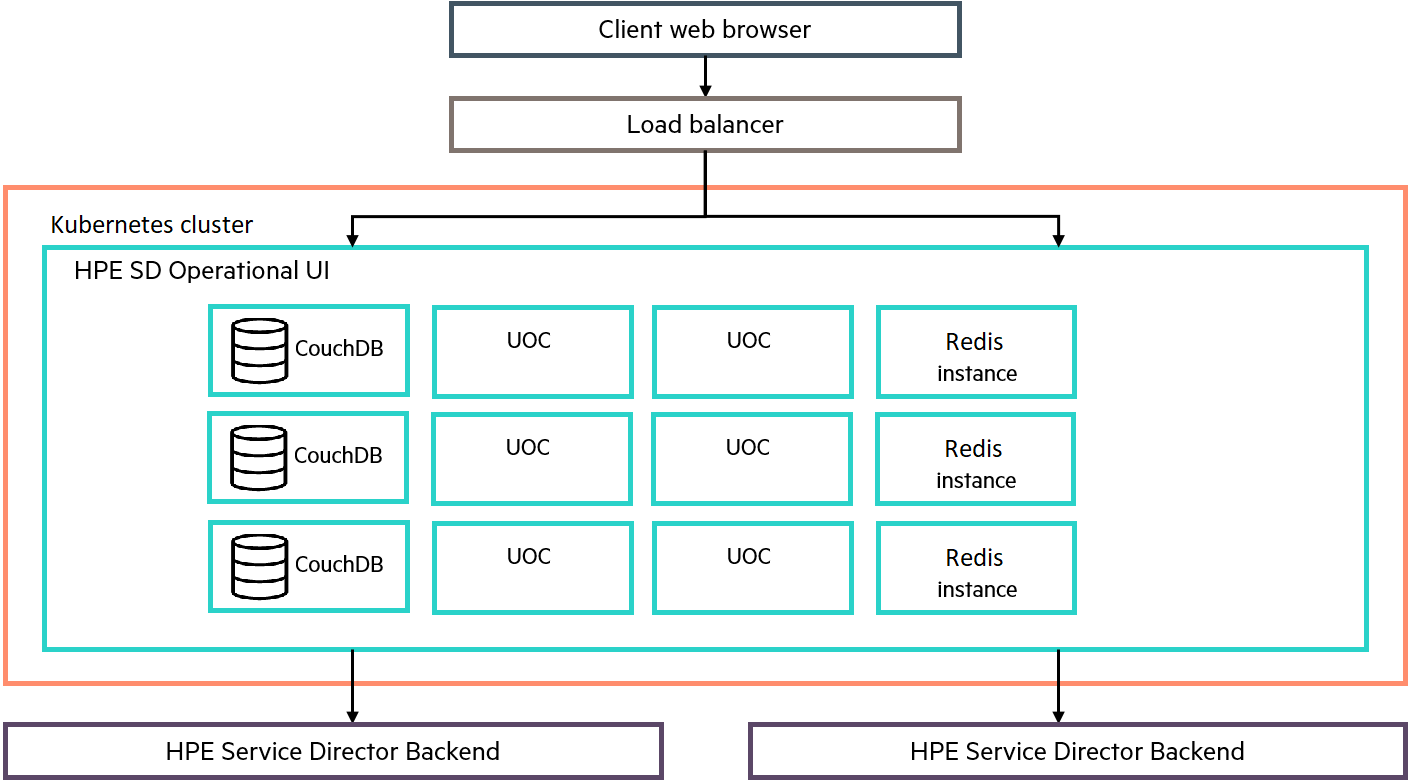 Client web browser
Load balancer
Kubernetes cluster
HPE SD Operational UI
CouchDB
UOC
UOC
Redis
instance
CouchDB
UOC
UOC
Redis
instance
CouchDB
UOC
UOC
Redis
instance
HPE Service Director Backend
HPE Service Director Backend